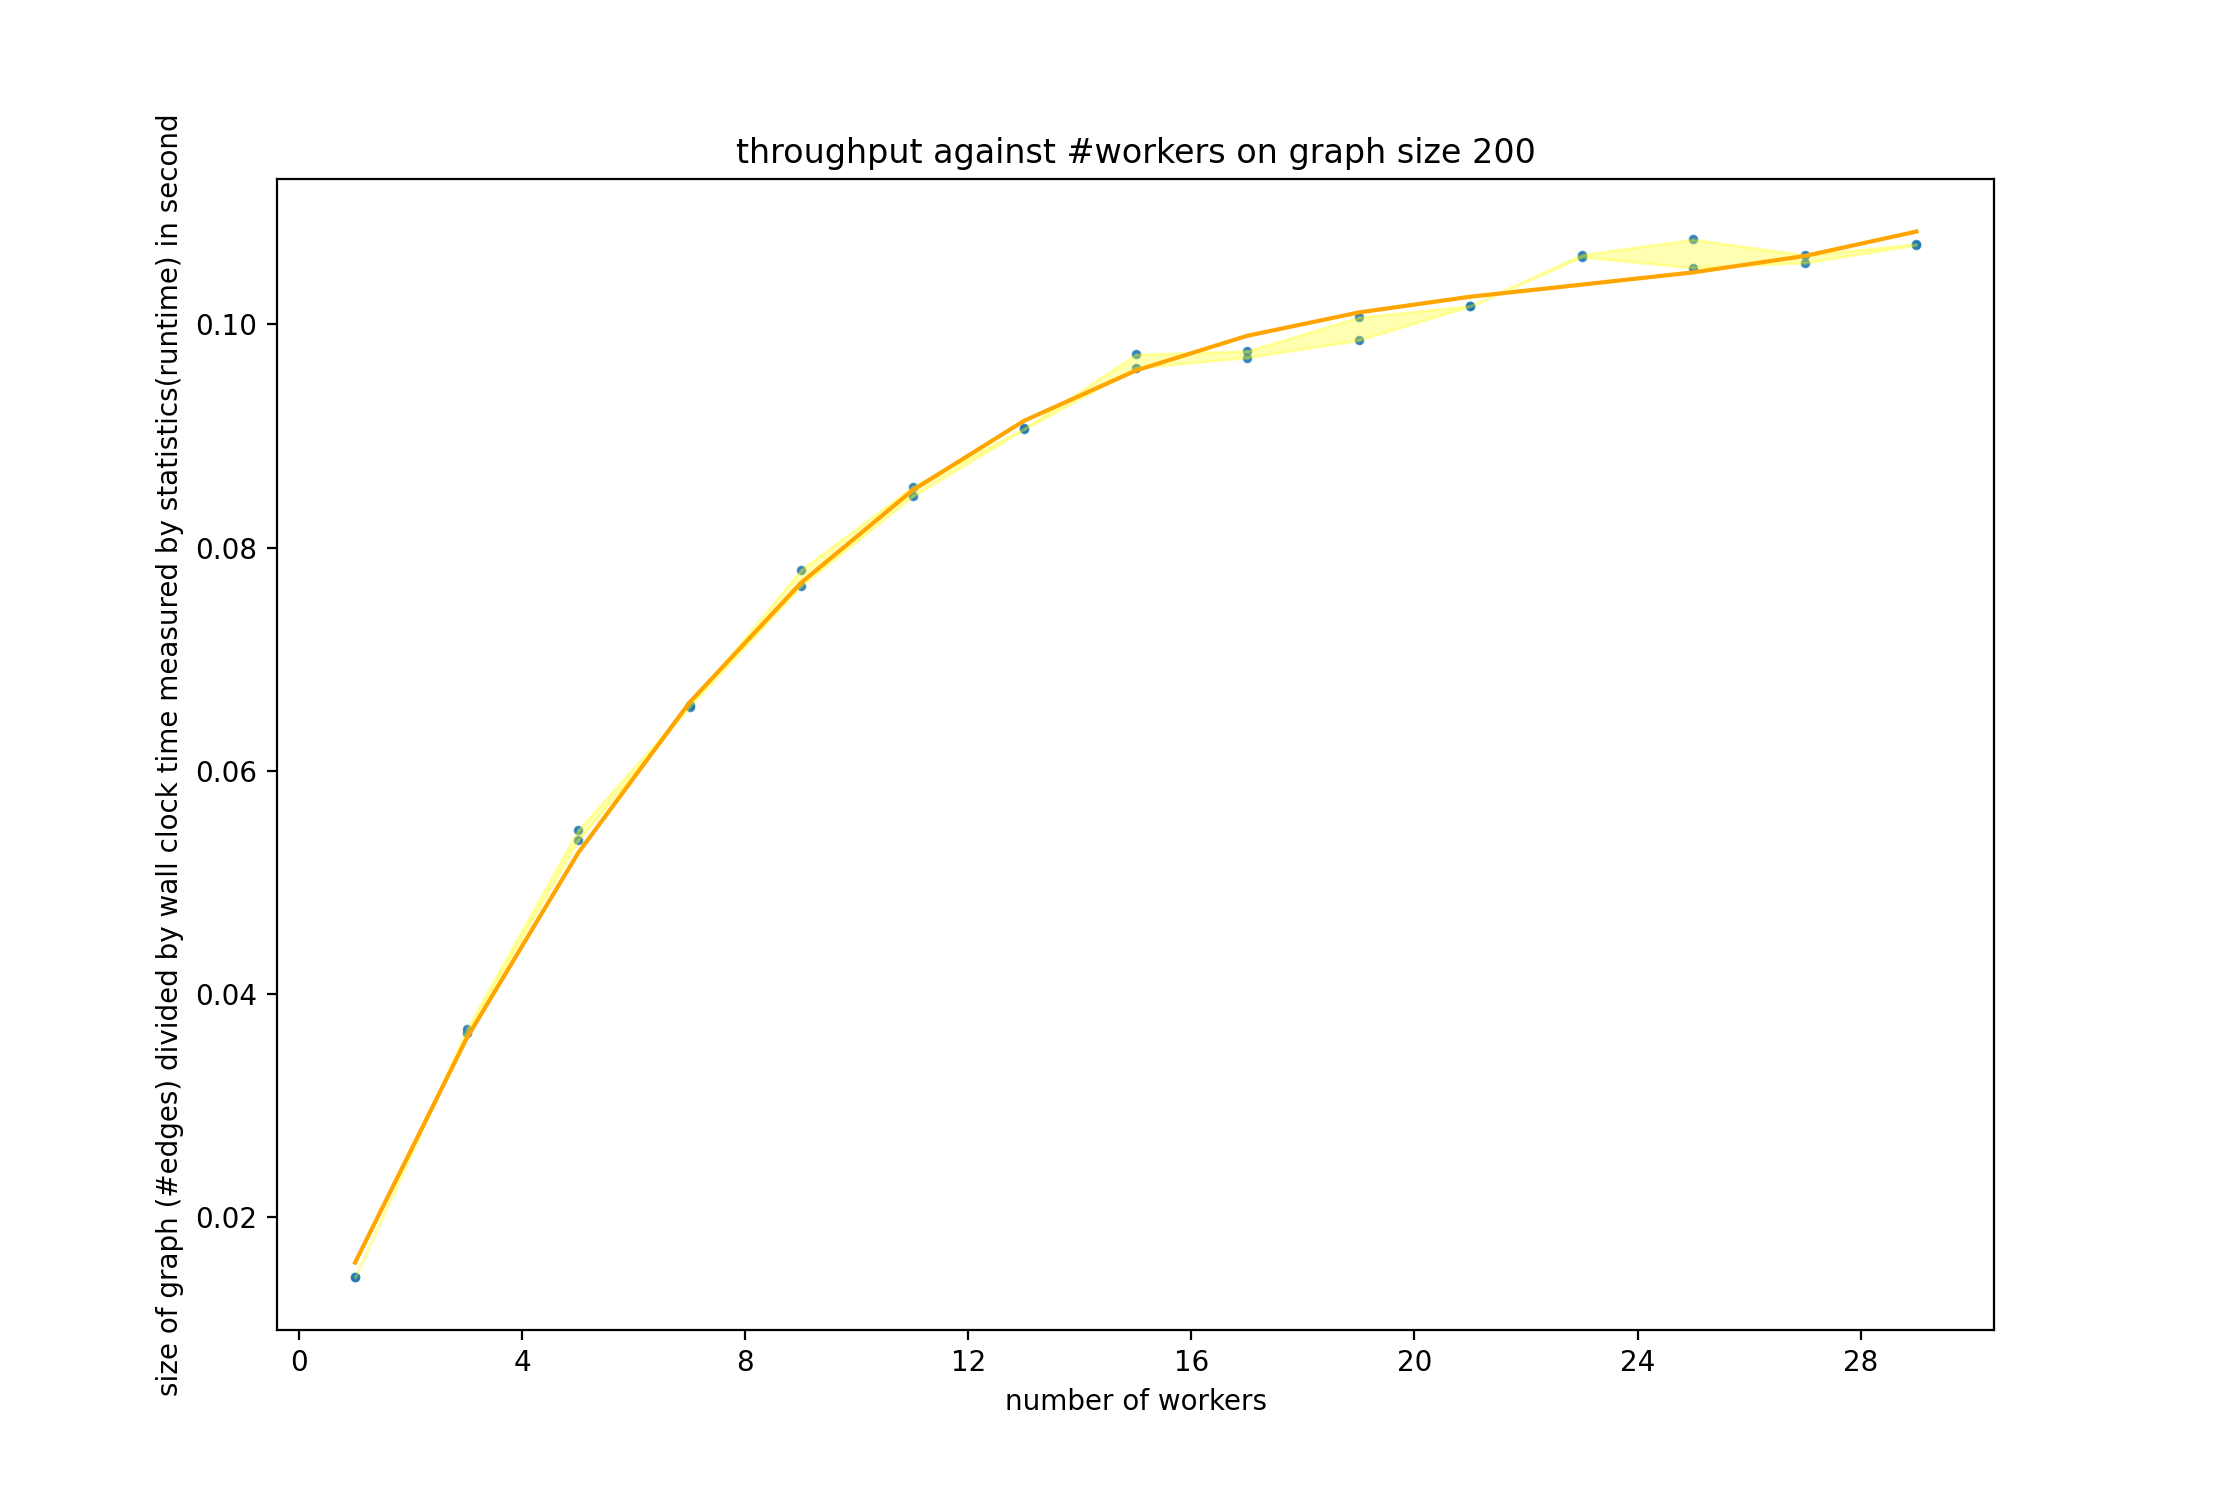 throughput against #workers on graph size 200
size of graph (#edges) divided by wall clock time measured by statistics(runtime) in second
0.10
0.08
0.06
0.04
0.02
0 4 8 12 16 20 24 28
number of workers